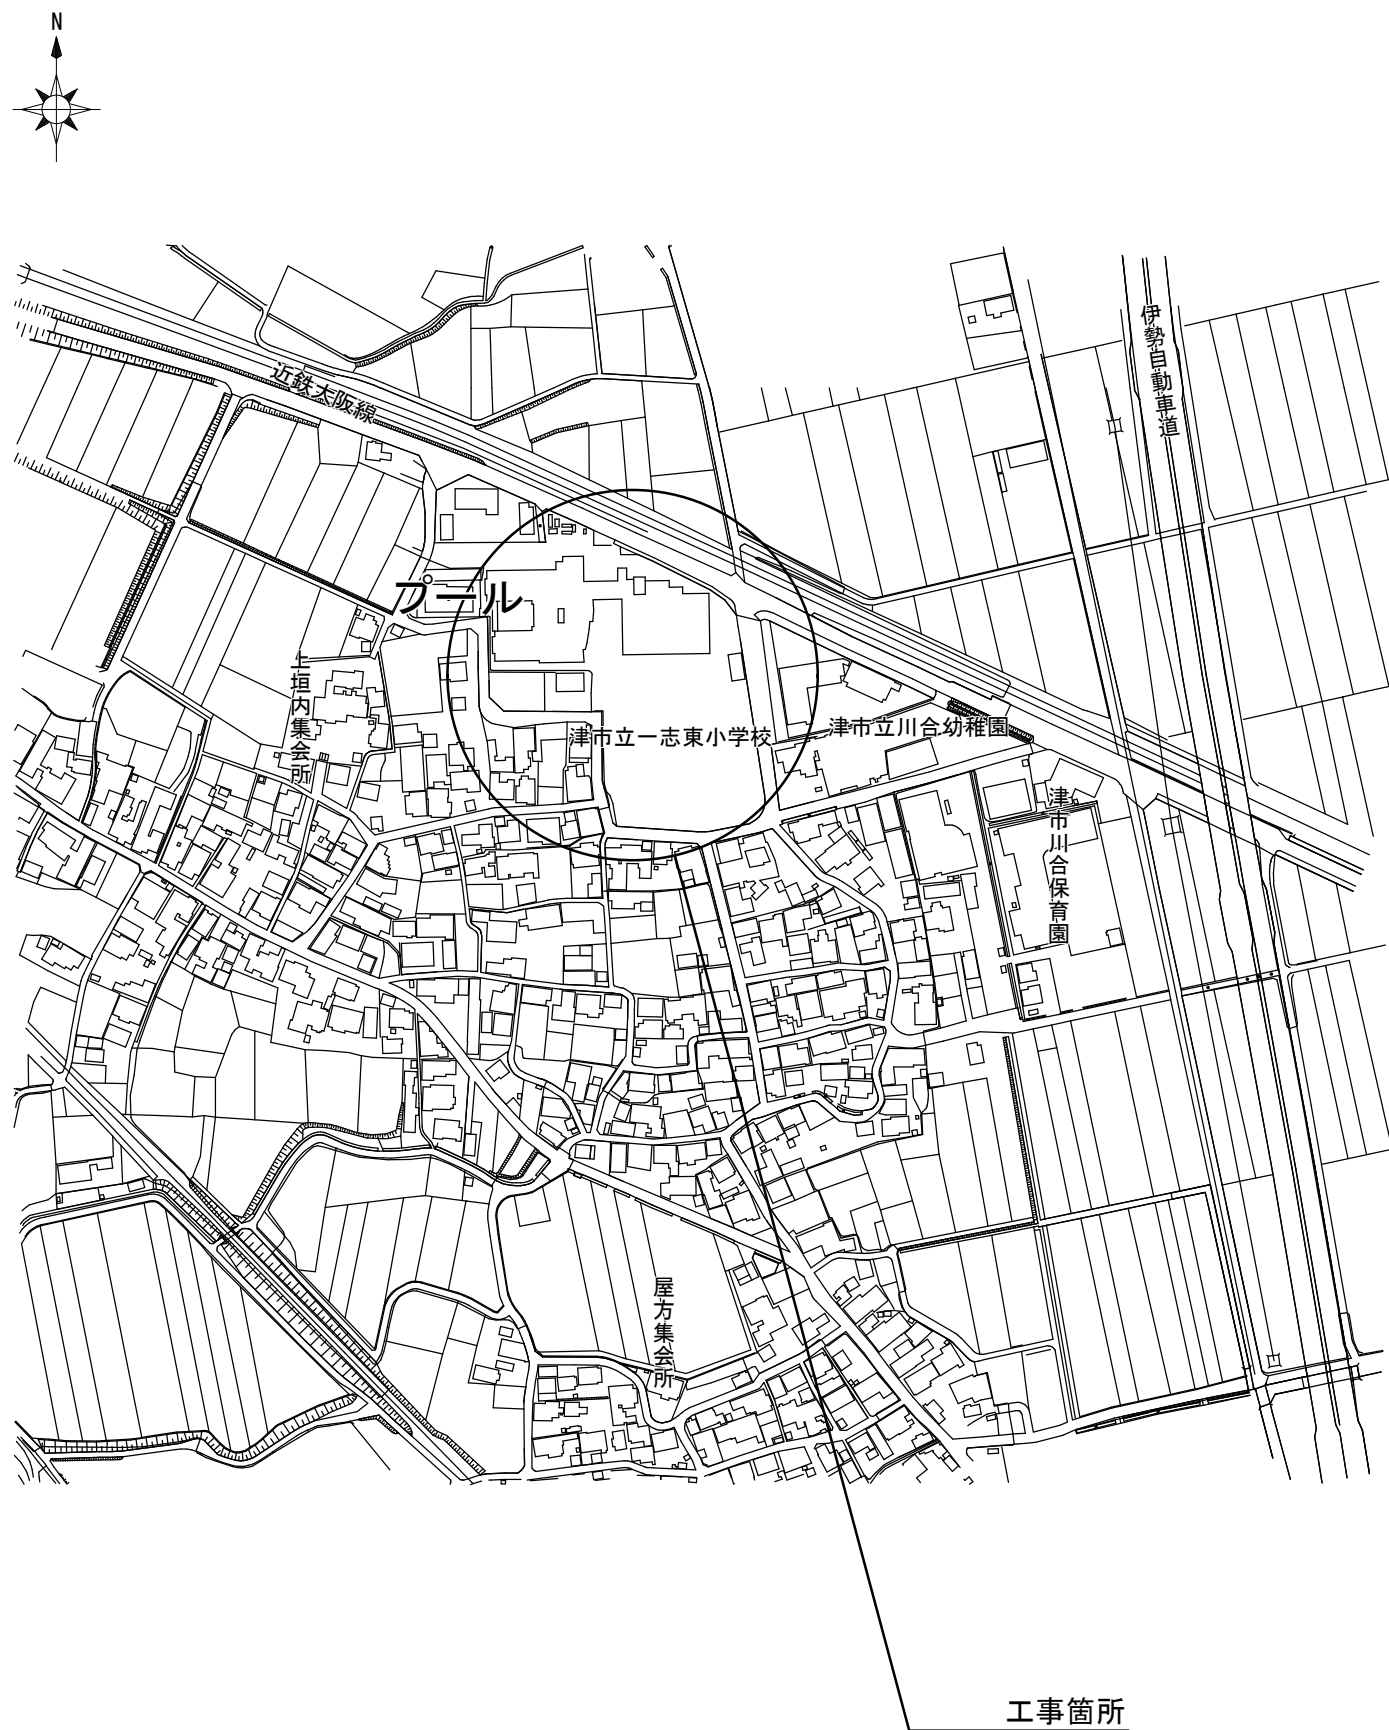 N
伊勢自動車道
近鉄大阪線
プール
上垣内集会所
津市立一志東小学校
津市立川合幼稚園
津市川合保育園
屋方集会所
工事箇所